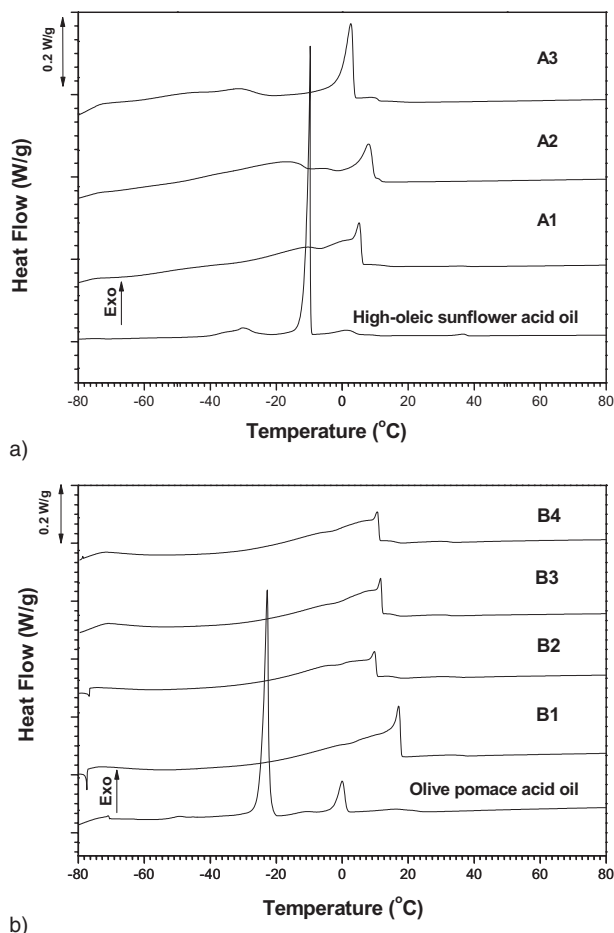 0.2 W/g
A3
A2
A1
Heat Flow (W/g)
Exo
High-oleic sunflower acid oil
-80 -60 -40 -20 0 20 40 60 80
Temperature (°C)
a)
0.2 W/g
B4
B3
B2
B1
Heat Flow (W/g)
Exo
Olive pomace acid oil
-80 -60 -40 -20 0 20 40 60 80
Temperature (°C)
b)